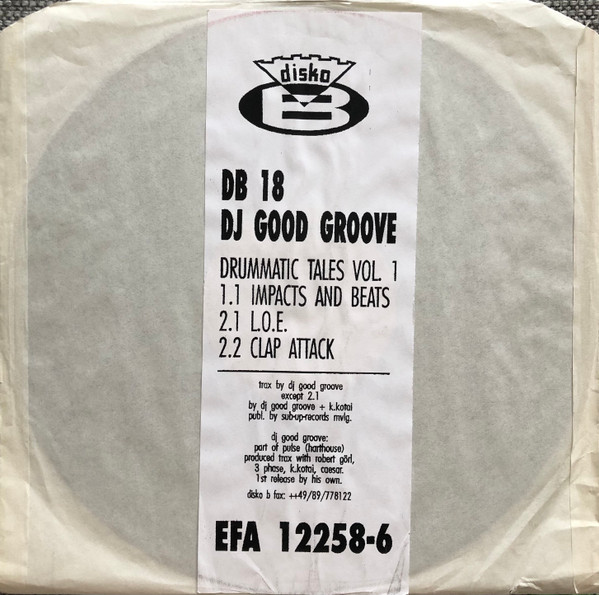 disko
B
DB 18
DJ GOOD GROOVE
DRUMMATIC TALES VOL. 1
1.1 IMPACTS AND BEATS
2.1 L.O.E.
2.2 CLAP ATTACK
trax by dj good groove
except 2.1
by dj good groove + k.kotai
publ. by sub-up-records mvlg.
dj good groove:
part of pulse (harthouse)
produced trax with robert görl,
3 phase, k.kotai, caesar.
1st release by his own.
disko b fax: ++49/89/778122
EFA 12258-6